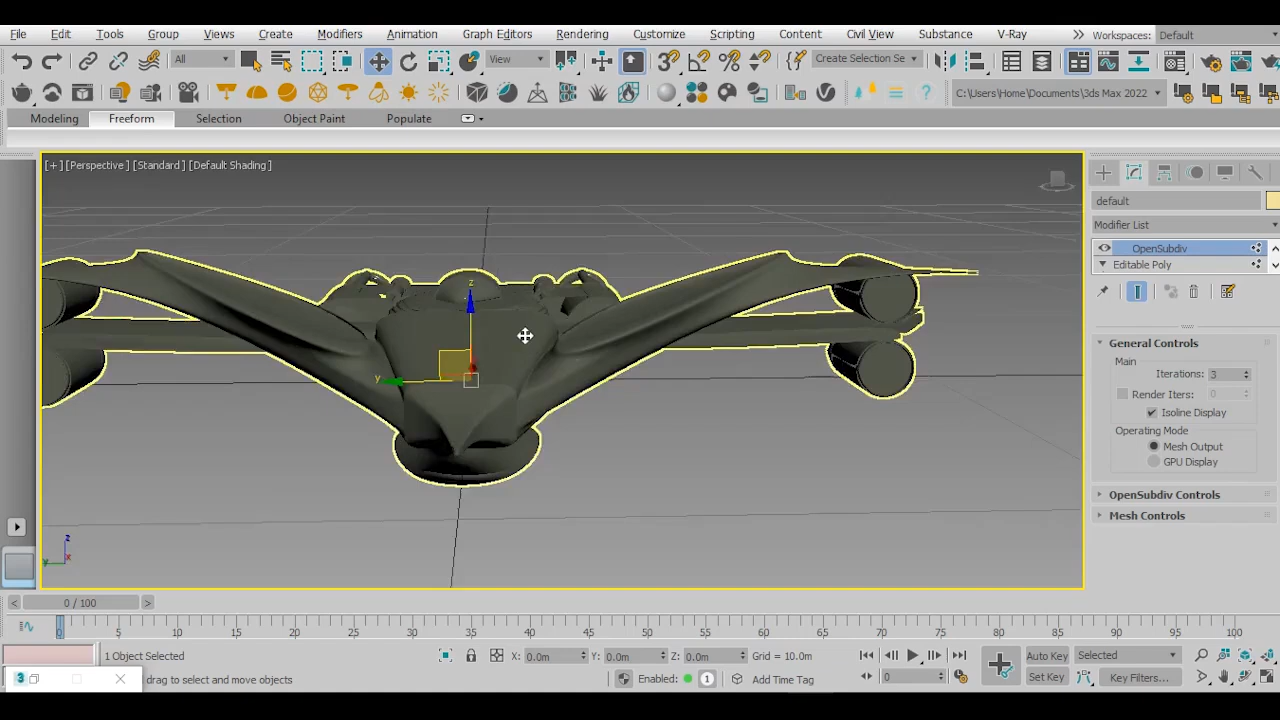 File Edit Tools Group Views Create Modifiers Animation Graph Editors Rendering Customize Scripting Content Civil View Substance V-Ray Workspaces: Default
All View Create Selection Se
C:\Users\Home\Documents\3ds Max 2022
Modeling Freeform Selection Object Paint Populate
[+] [Perspective] [Standard] [Default Shading]
default
Modifier List
OpenSubdiv
Editable Poly
General Controls
Main
Iterations: 3
Render Iters: 0
Isoline Display
Operating Mode
Mesh Output
GPU Display
OpenSubdiv Controls
Mesh Controls
z
y
z
y x
0 / 100
0 5 10 15 20 25 30 35 40 45 50 55 60 65 70 75 80 85 90 95 100
1 Object Selected X: 0.0m Y: 0.0m Z: 0.0m Grid = 10.0m Auto Key Selected
3 drag to select and move objects Enabled: 1 Add Time Tag 0 Set Key Key Filters...